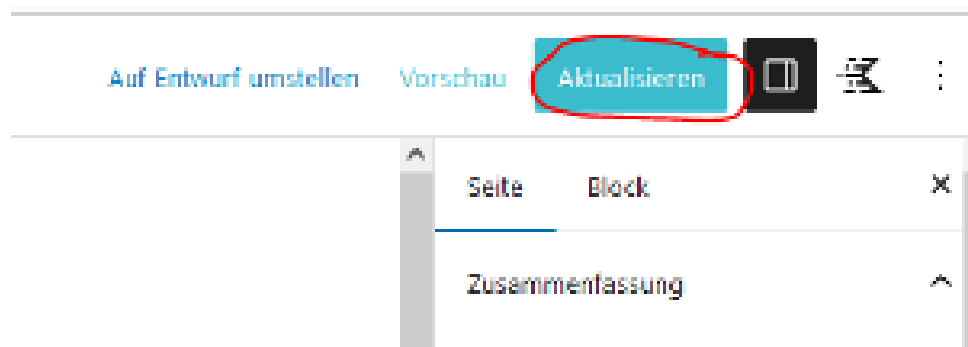 Auf Entwurf umstellen Vorschau Aktualisieren
Seite Block
Zusammenfassung